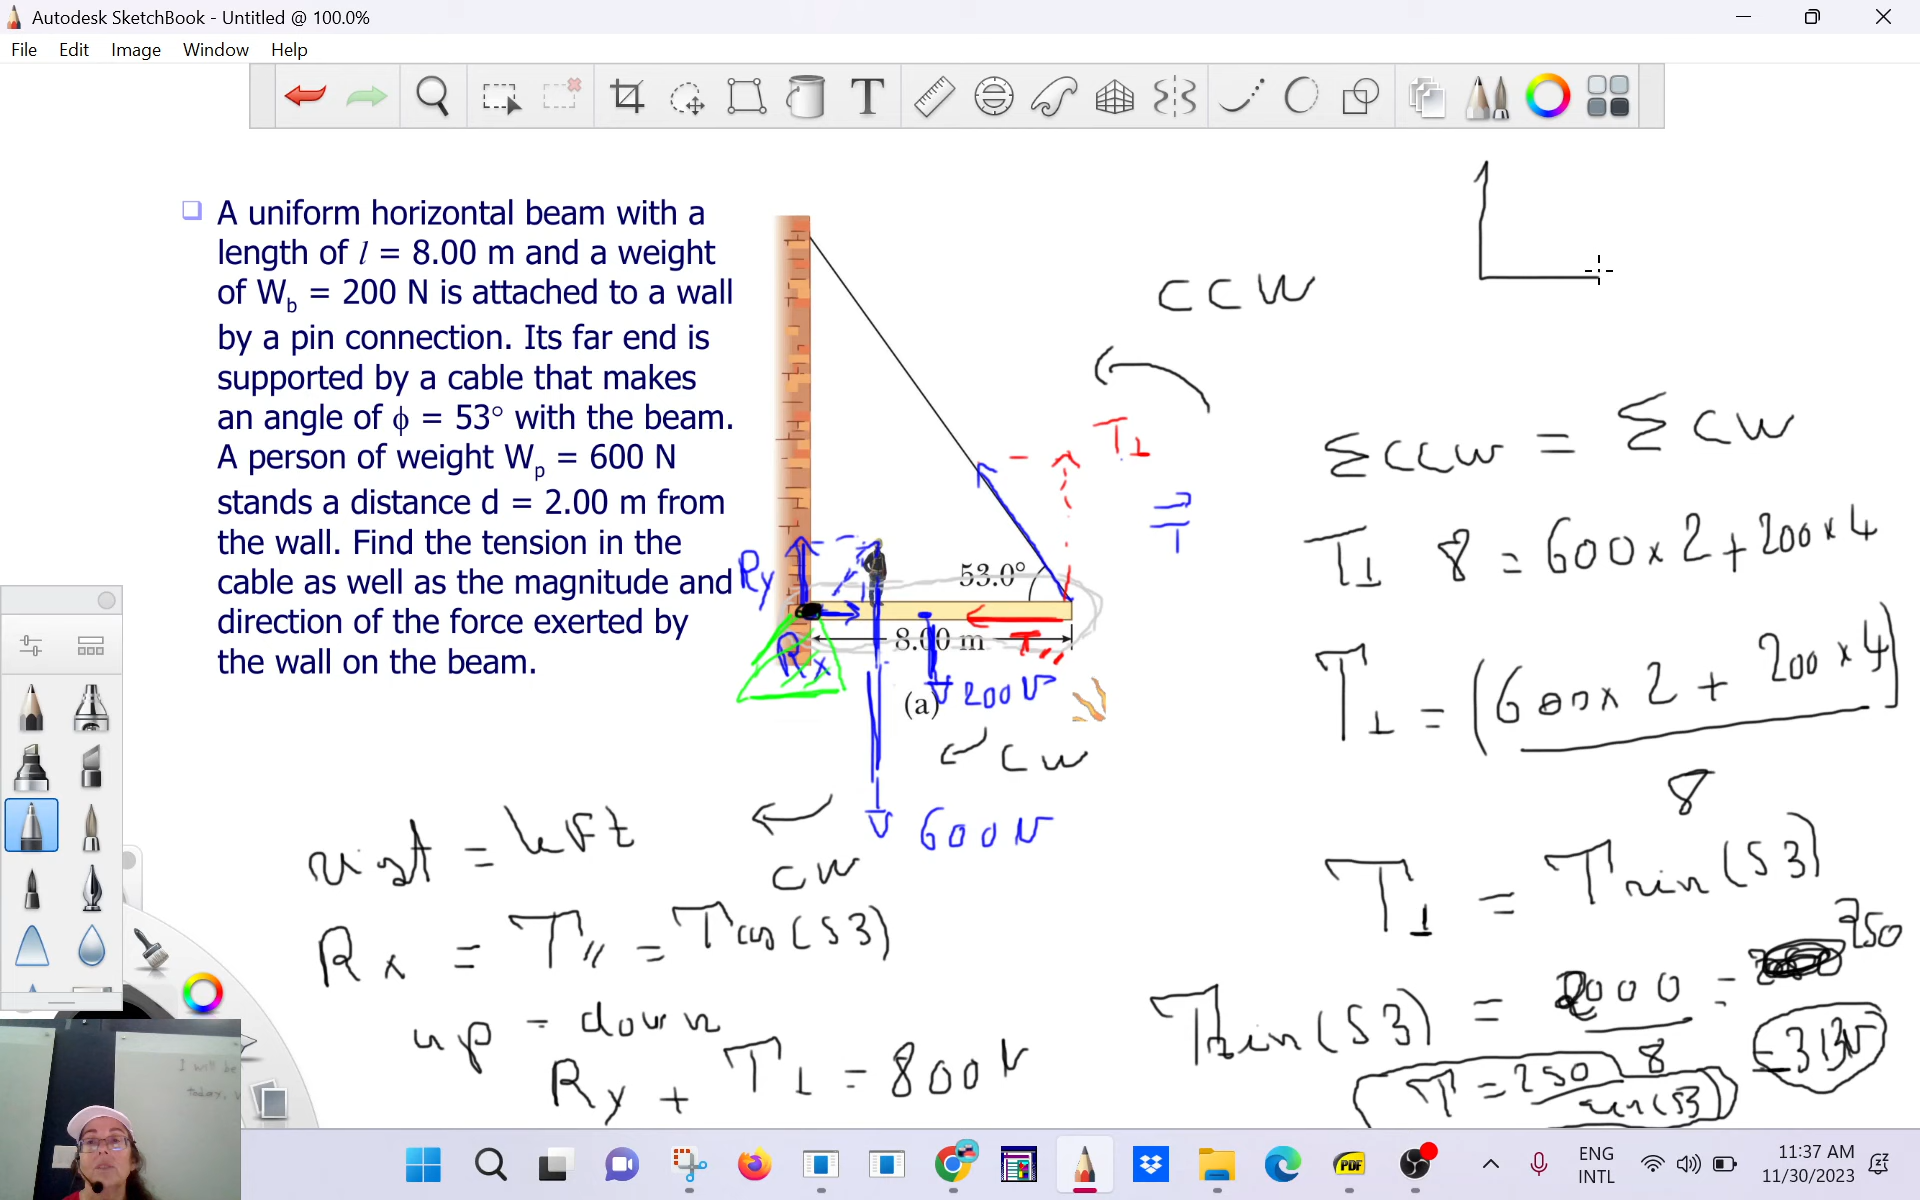 Autodesk SketchBook - Untitled @ 100.0%
File Edit Image Window Help
A uniform horizontal beam with a
length of l = 8.00 m and a weight
of Wb = 200 N is attached to a wall
by a pin connection. Its far end is
supported by a cable that makes
an angle of ϕ = 53° with the beam.
A person of weight Wp = 600 N
stands a distance d = 2.00 m from
the wall. Find the tension in the
cable as well as the magnitude and
direction of the force exerted by
the wall on the beam.
CCW
T⊥
T
Ry
53.0°
Rx
8.00 m
T//
(a)
200 N
CW
600 N
CW
ΣCCW = ΣCW
T⊥ 8 = 600 x 2 + 200 x 4
T⊥ = (600 x 2 + 200 x 4)
8
T⊥ = T sin(53)
T sin(53) = 2000 = 250
8
T = 250
sin(53)
= 313N
= left
Rx = T// = T cos(53)
up = down
Ry + T⊥ = 800 N
I will be
today,
PDF
ENG
INTL
11:37 AM
11/30/2023